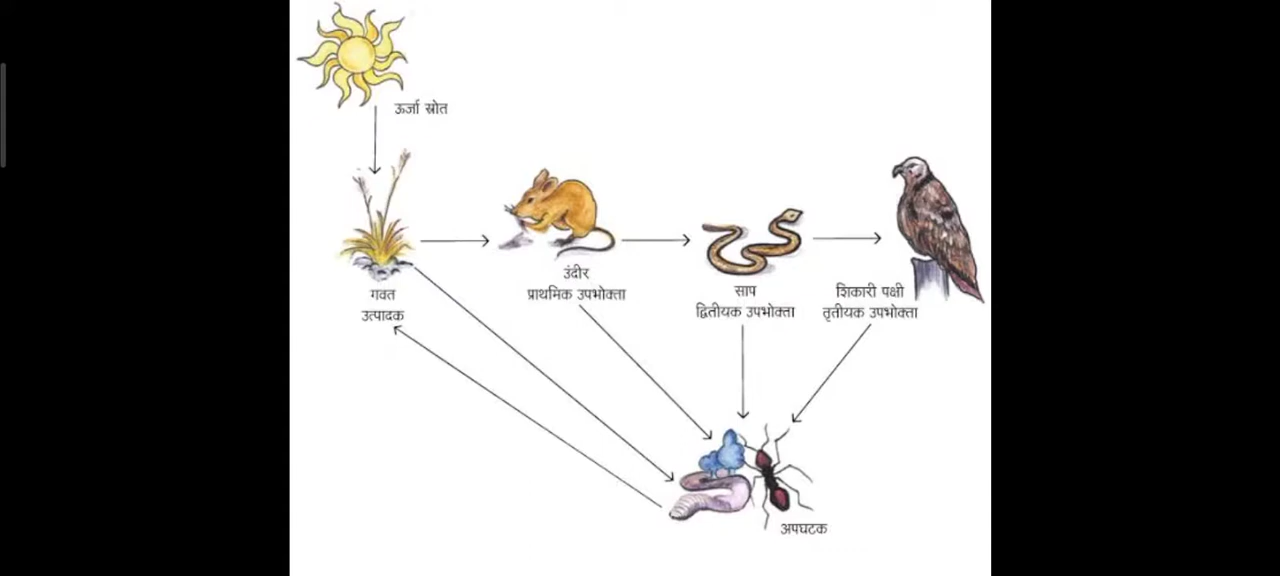 ऊर्जा स्रोत
गवत
उत्पादक
उंदीर
प्राथमिक उपभोक्ता
साप
द्वितीयक उपभोक्ता
शिकारी पक्षी
तृतीयक उपभोक्ता
अपघटक